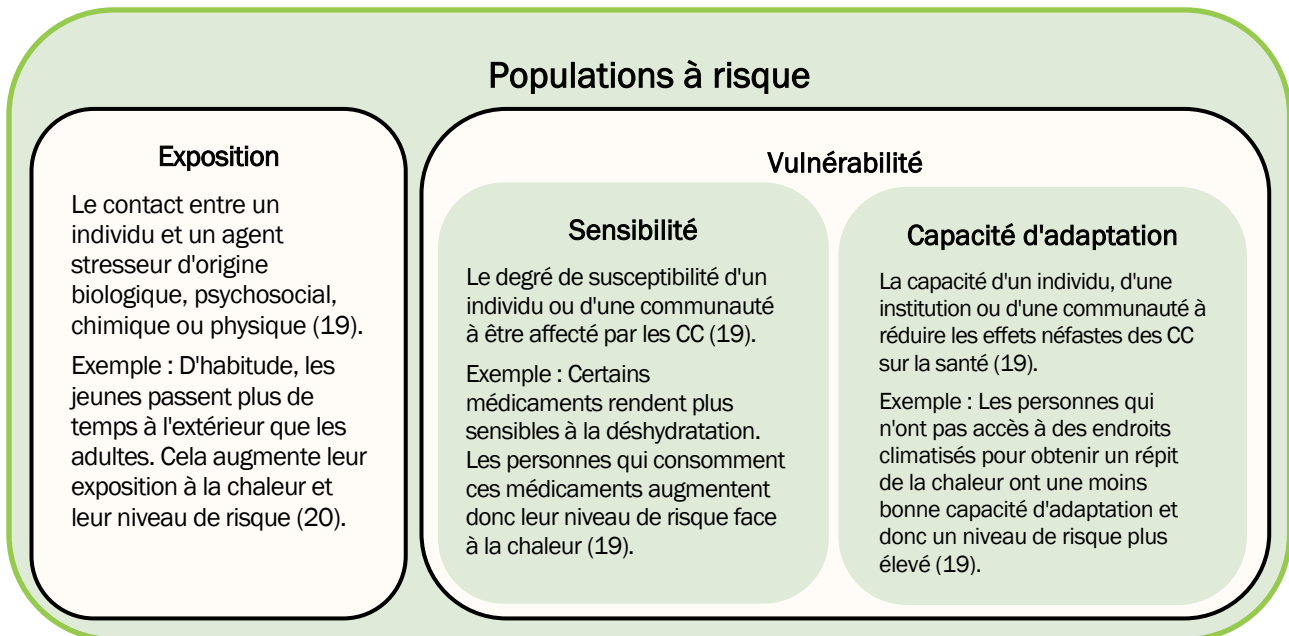 Populations à risque
Exposition
Le contact entre un
individu et un agent
stresseur d'origine
biologique, psychosocial,
chimique ou physique (19).
Exemple : D'habitude, les
jeunes passent plus de
temps à l'extérieur que les
adultes. Cela augmente leur
exposition à la chaleur et
leur niveau de risque (20).
Vulnérabilité
Sensibilité
Le degré de susceptibilité d'un
individu ou d'une communauté
à être affecté par les CC (19).
Exemple : Certains
médicaments rendent plus
sensibles à la déshydratation.
Les personnes qui consomment
ces médicaments augmentent
donc leur niveau de risque face
à la chaleur (19).
Capacité d'adaptation
La capacité d'un individu, d'une
institution ou d'une communauté à
réduire les effets néfastes des CC
sur la santé (19).
Exemple : Les personnes qui
n'ont pas accès à des endroits
climatisés pour obtenir un répit
de la chaleur ont une moins
bonne capacité d'adaptation et
donc un niveau de risque plus
élevé (19).